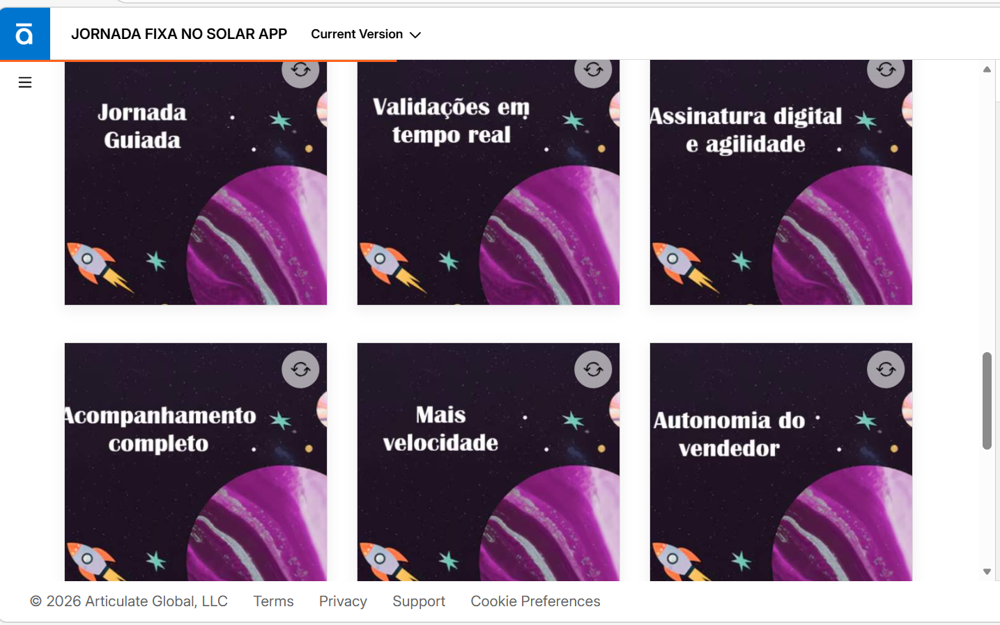 JORNADA FIXA NO SOLAR APP Current Version
Jornada
Guiada
Validações em
tempo real
Assinatura digital
e agilidade
Acompanhamento
completo
Mais
velocidade
Autonomia do
vendedor
© 2026 Articulate Global, LLC Terms Privacy Support Cookie Preferences